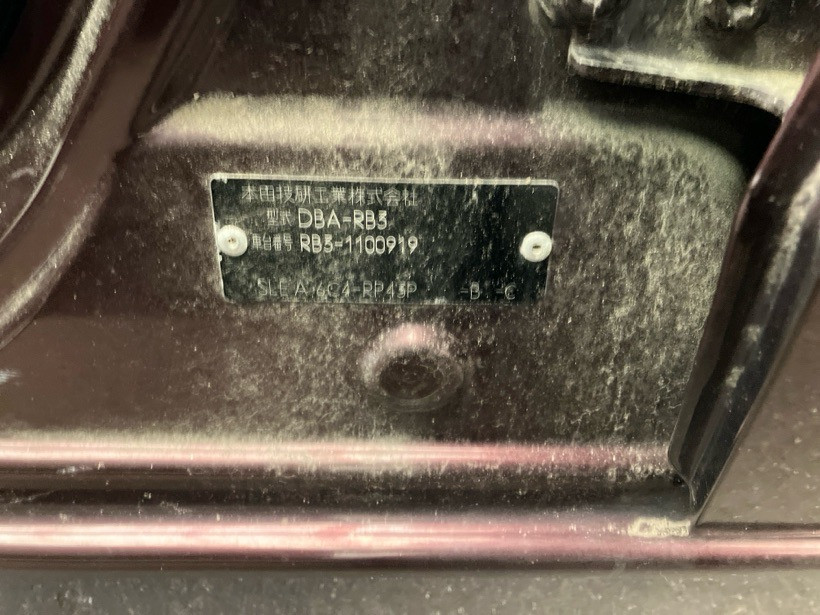 本田技研工業株式会社
型式 DBA-RB3
車台番号 RB3-1100919
-RP43P -B -C